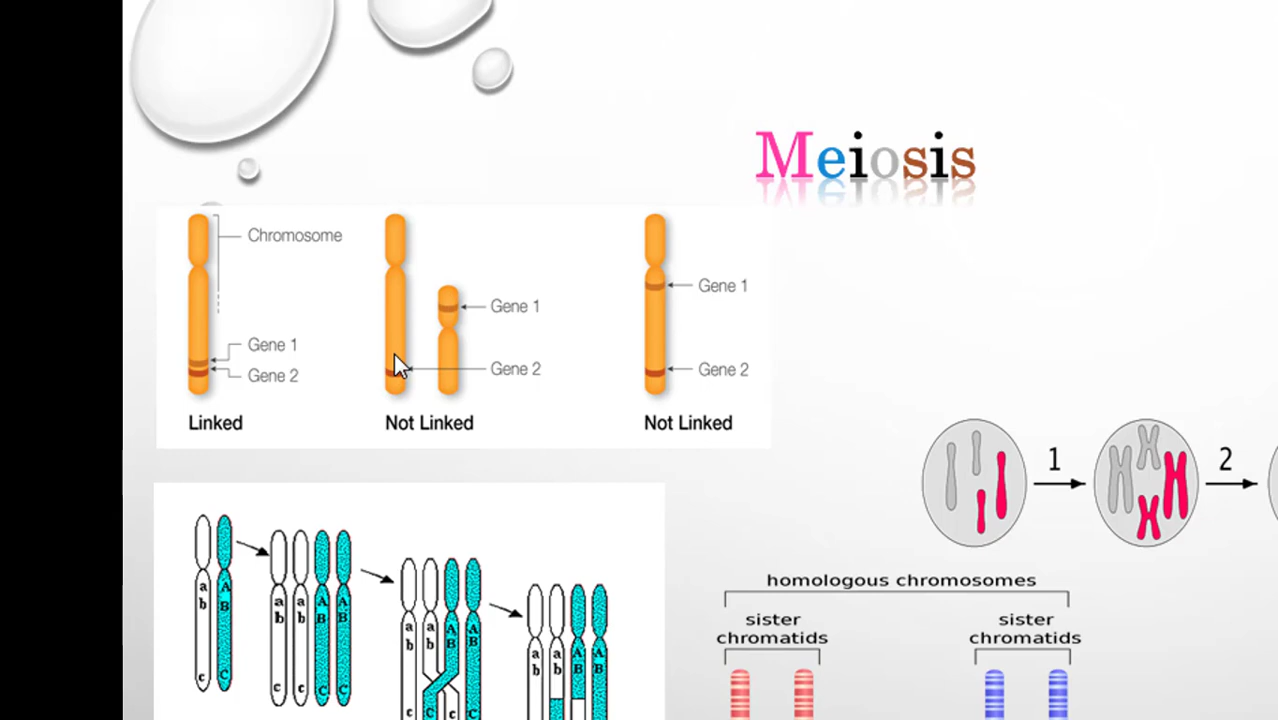 Meiosis
Chromosome
Gene 1
Gene 2
Linked
Gene 1
Gene 2
Not Linked
Gene 1
Gene 2
Not Linked
a
b
c
A
B
C
a
b
c
a
b
c
A
B
C
A
B
C
a
b
c
a
b
A
B
A
B
C
c
a
b
a
b
A
B
A
B
1
2
homologous chromosomes
sister
chromatids
sister
chromatids